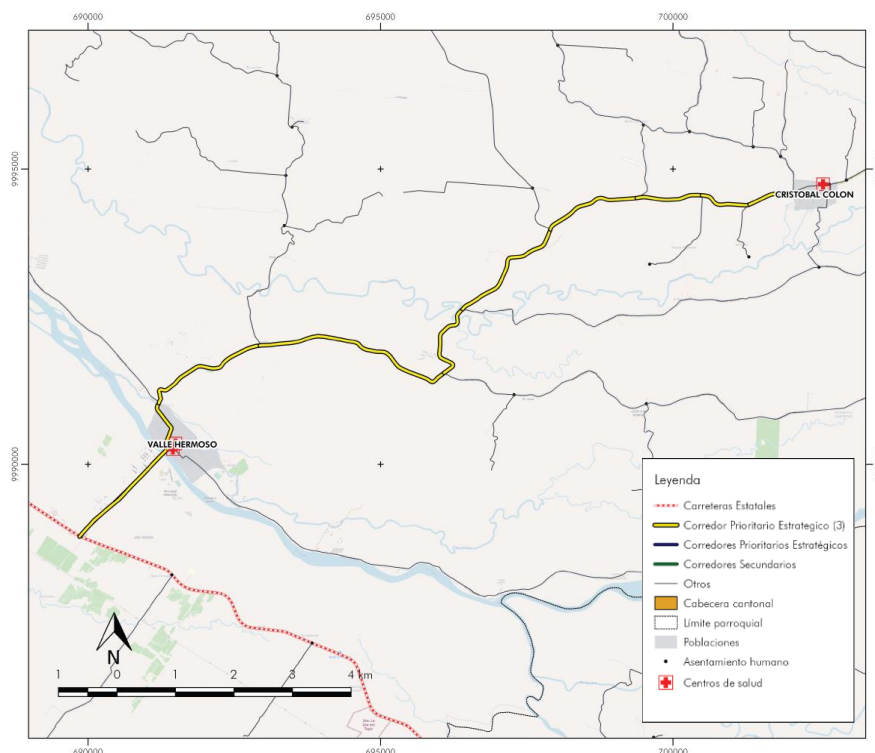 690000 695000 700000
9995000
CRISTOBAL COLON
VALLE HERMOSO
9990000
Leyenda
Carreteras Estatales
Corredor Prioritario Estrategico (3)
Corredores Prioritarios Estratégicos
Corredores Secundarios
Otros
Cabecera cantonal
Límite parroquial
Poblaciones
Asentamiento humano
Centros de salud
N
1 0 1 2 3 4 km
690000 695000 700000